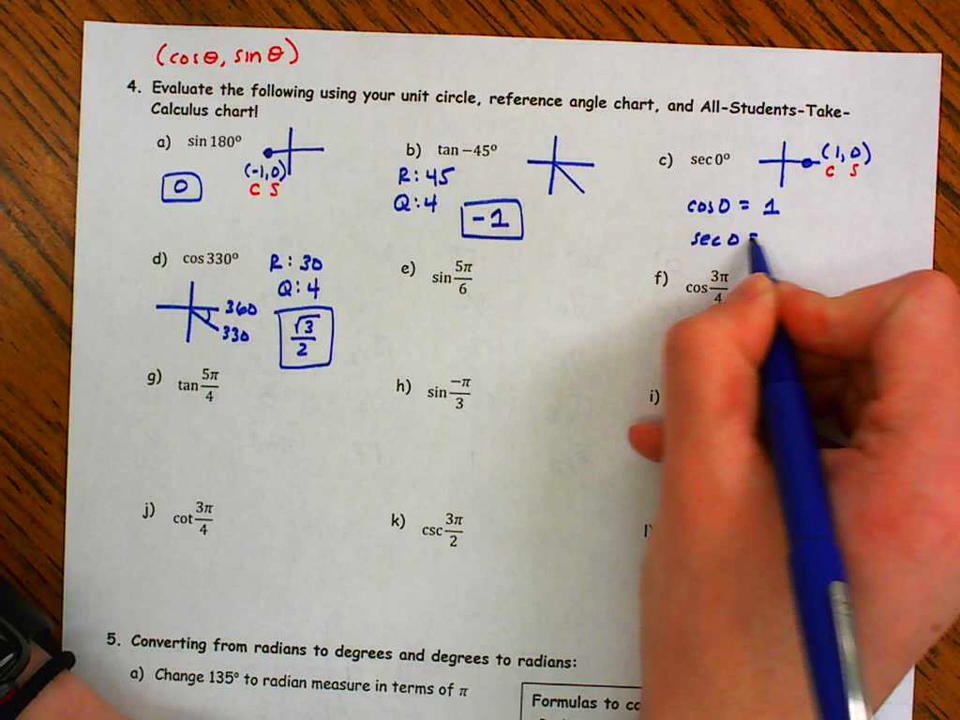 (cosθ, sinθ)
4. Evaluate the following using your unit circle, reference angle chart, and All-Students-Take-
Calculus chart!
a) sin 180°
(-1,0)
C S
0
b) tan −45°
R: 45
Q: 4
-1
c) sec 0°
(1, 0)
C S
cos 0 = 1
sec 0 =
d) cos 330°
R: 30
Q: 4
360
330
√3/2
e) sin 5π/6
f) cos 3π/4
g) tan 5π/4
h) sin −π/3
i)
j) cot 3π/4
k) csc 3π/2
5. Converting from radians to degrees and degrees to radians:
a) Change 135° to radian measure in terms of π
Formulas to